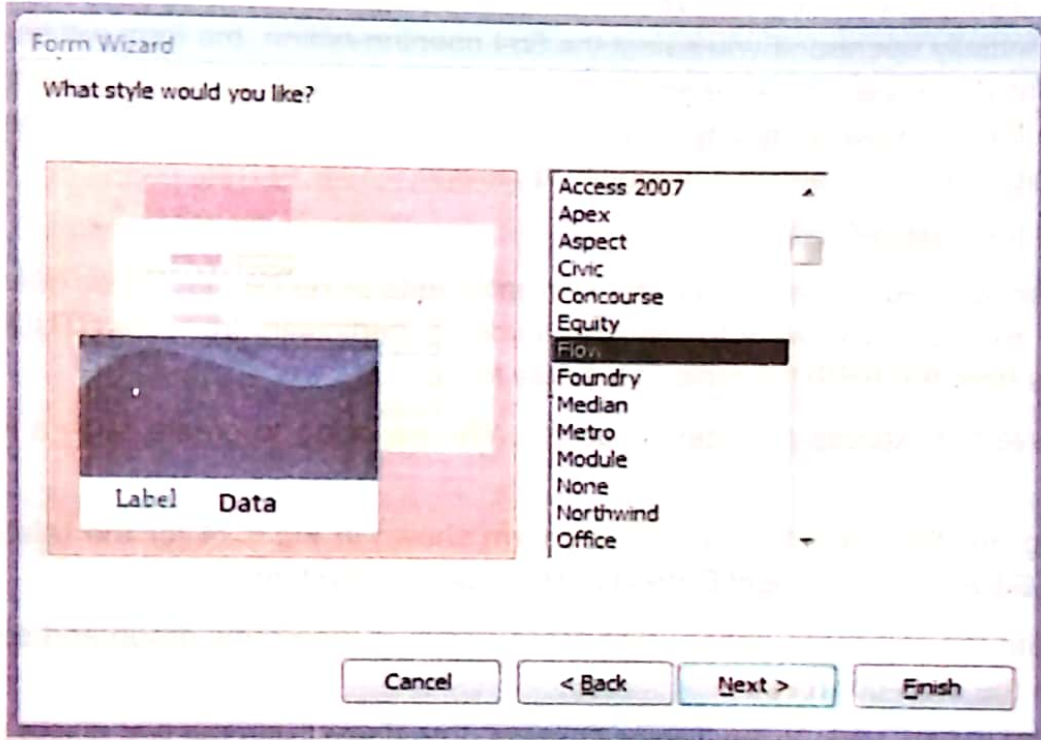 Form Wizard
What style would you like?
Access 2007
Apex
Aspect
Civic
Concourse
Equity
Flow
Foundry
Median
Metro
Module
None
Northwind
Office
Label Data
Cancel < Back Next > Finish